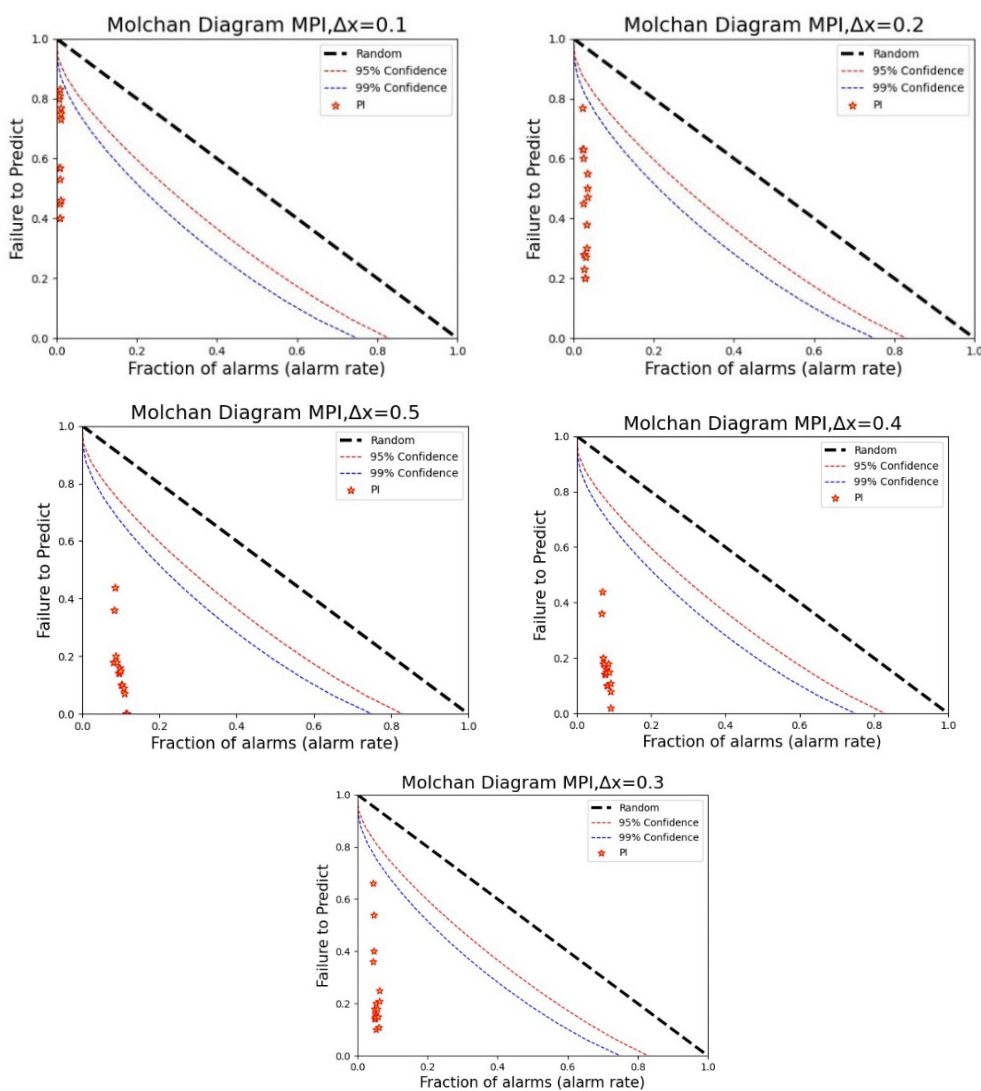 Molchan Diagram MPI,Δx=0.1
Random
95% Confidence
99% Confidence
PI
Failure to Predict
1.0
0.8
0.6
0.4
0.2
0.0
0.0 0.2 0.4 0.6 0.8 1.0
Fraction of alarms (alarm rate)
Molchan Diagram MPI,Δx=0.2
Random
95% Confidence
99% Confidence
PI
Failure to Predict
1.0
0.8
0.6
0.4
0.2
0.0
0.0 0.2 0.4 0.6 0.8 1.0
Fraction of alarms (alarm rate)
Molchan Diagram MPI,Δx=0.5
Random
95% Confidence
99% Confidence
PI
Failure to Predict
1.0
0.8
0.6
0.4
0.2
0.0
0.0 0.2 0.4 0.6 0.8 1.0
Fraction of alarms (alarm rate)
Molchan Diagram MPI,Δx=0.4
Random
95% Confidence
99% Confidence
PI
Failure to Predict
1.0
0.8
0.6
0.4
0.2
0.0
0.0 0.2 0.4 0.6 0.8 1.0
Fraction of alarms (alarm rate)
Molchan Diagram MPI,Δx=0.3
Random
95% Confidence
99% Confidence
PI
Failure to Predict
1.0
0.8
0.6
0.4
0.2
0.0
0.0 0.2 0.4 0.6 0.8 1.0
Fraction of alarms (alarm rate)